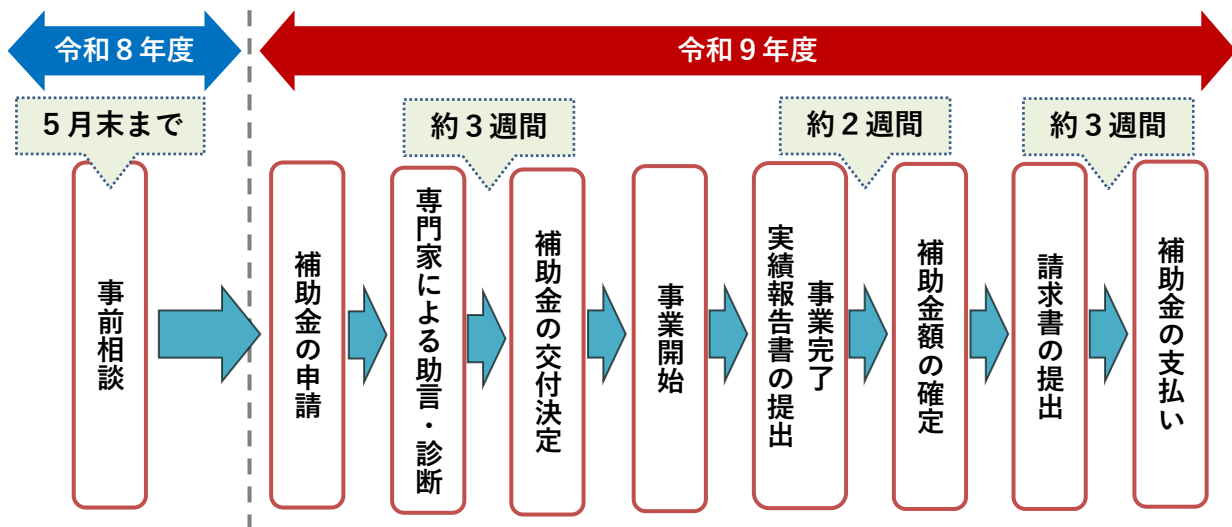 令和８年度
令和９年度
５月末まで
約３週間
約２週間
約３週間
事前相談
補助金の申請
専門家による助言・診断
補助金の交付決定
事業開始
事業完了
実績報告書の提出
補助金額の確定
請求書の提出
補助金の支払い